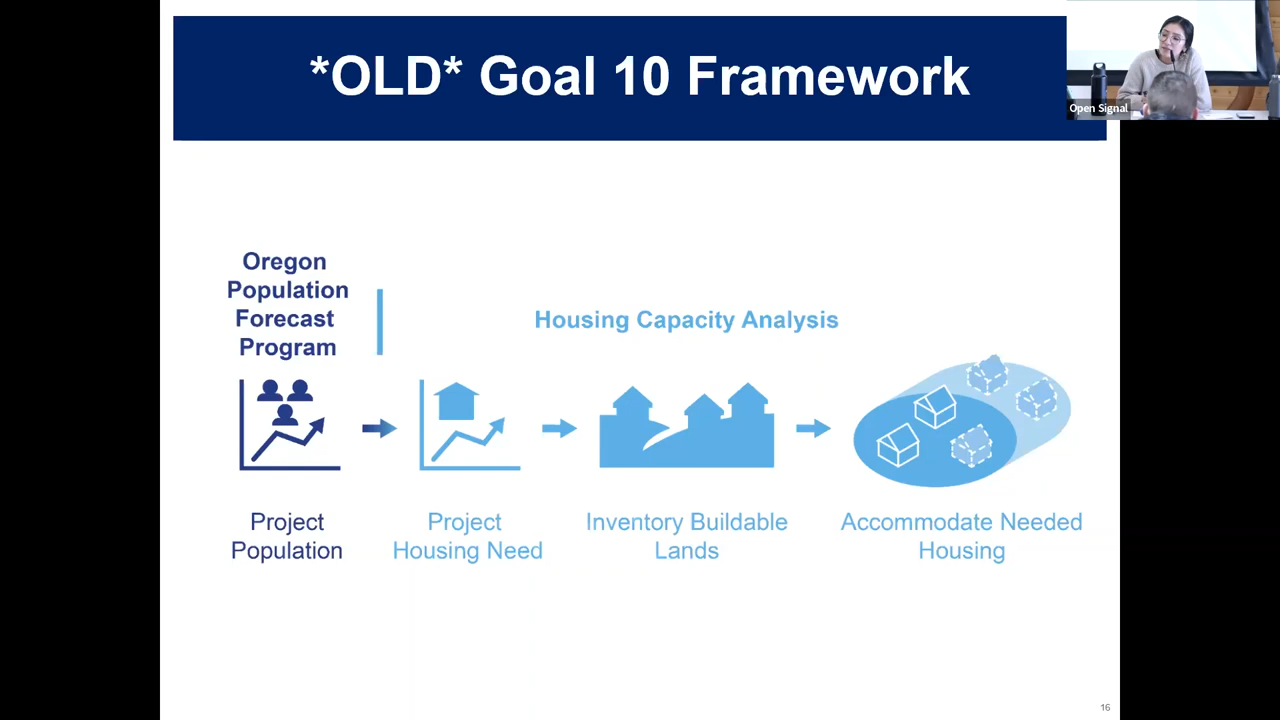 *OLD* Goal 10 Framework
Open Signal
Oregon
Population
Forecast
Program
Housing Capacity Analysis
Project
Population
Project
Housing Need
Inventory Buildable
Lands
Accommodate Needed
Housing
16